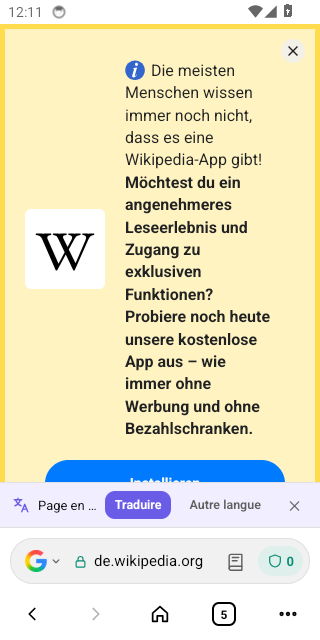 12:11
Die meisten
Menschen wissen
immer noch nicht,
dass es eine
Wikipedia-App gibt!
Möchtest du ein
angenehmeres
Leseerlebnis und
Zugang zu
exklusiven
Funktionen?
Probiere noch heute
unsere kostenlose
App aus – wie
immer ohne
Werbung und ohne
Bezahlschranken.
W
Installieren
Page en ... Traduire Autre langue
de.wikipedia.org 0
5